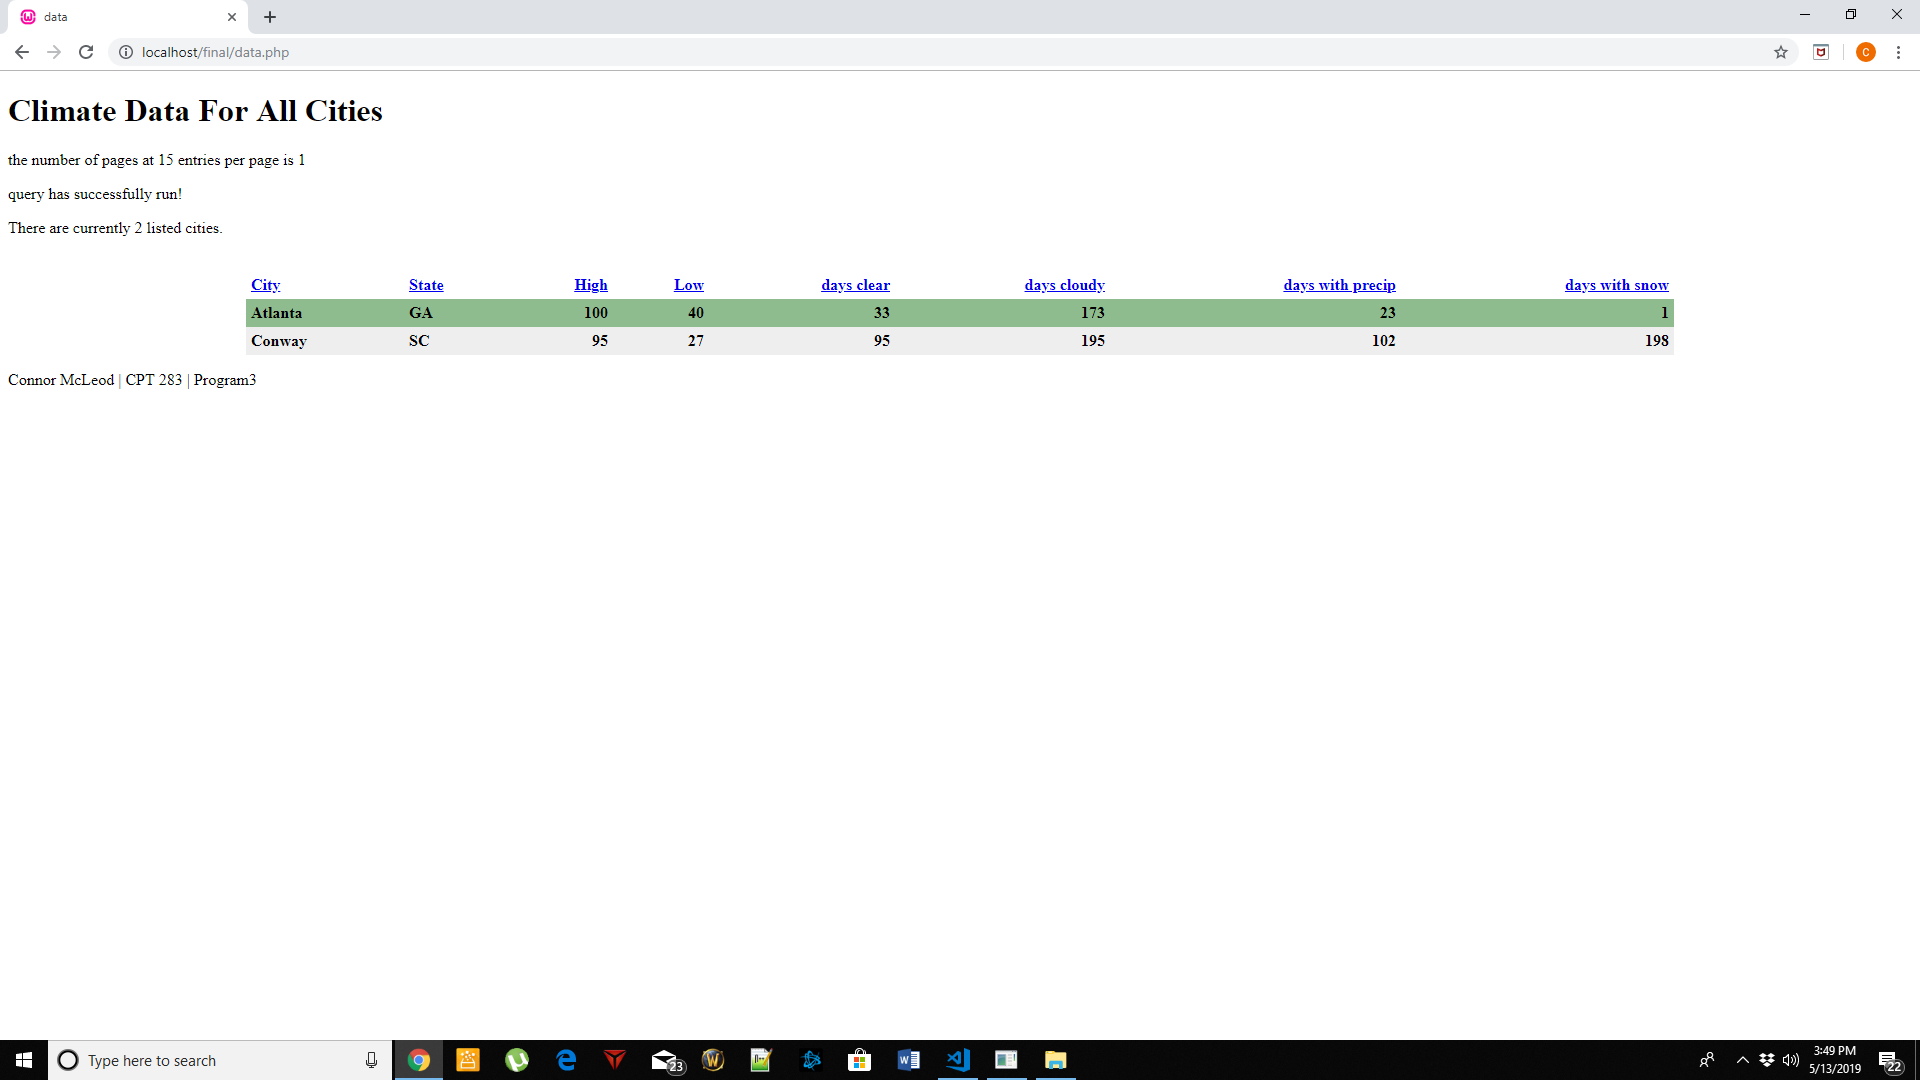 data
localhost/final/data.php
C
Climate Data For All Cities
the number of pages at 15 entries per page is 1
query has successfully run!
There are currently 2 listed cities.
City State High Low days clear days cloudy days with precip days with snow
Atlanta GA 100 40 33 173 23 1
Conway SC 95 27 95 195 102 198
Connor McLeod | CPT 283 | Program3
Type here to search
23
3:49 PM
5/13/2019
22